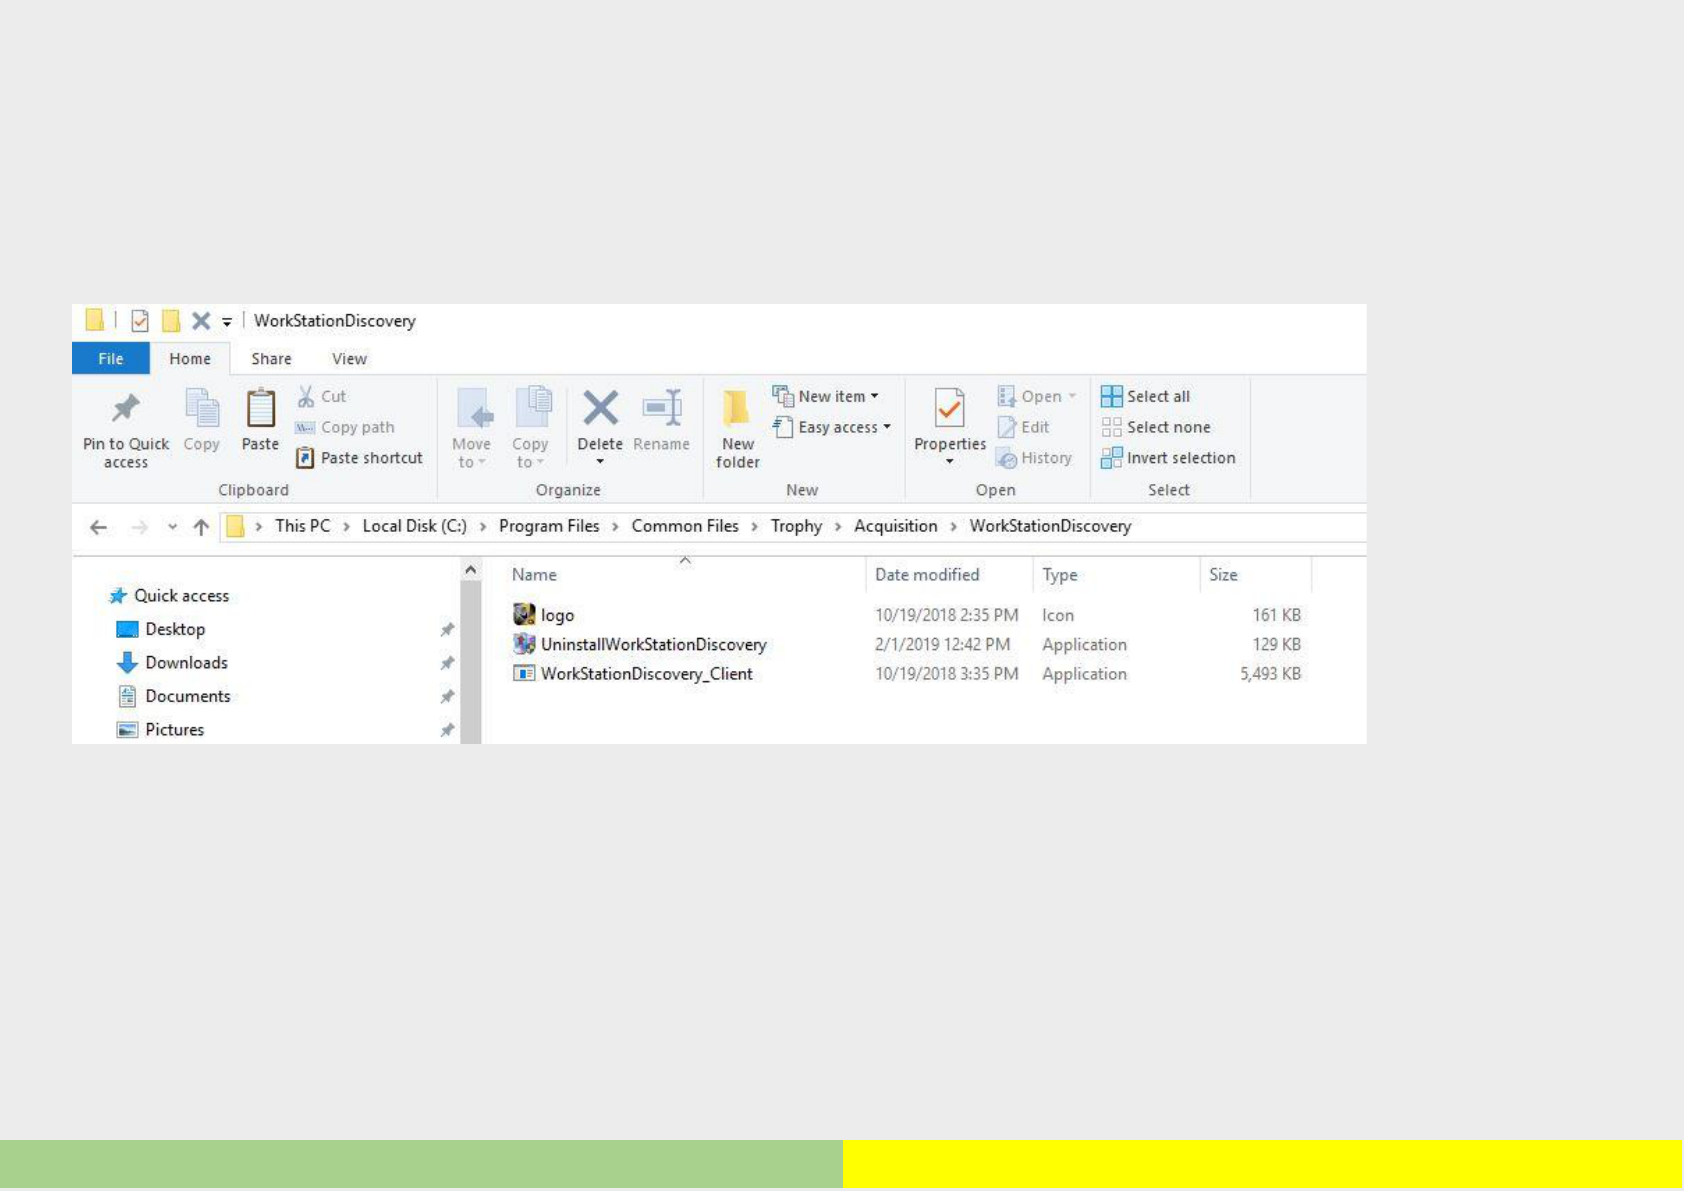 WorkStationDiscovery
File Home Share View
Pin to Quick access
Copy
Paste
Cut
Copy path
Paste shortcut
Clipboard
Move to
Copy to
Delete
Rename
Organize
New folder
New item
Easy access
New
Properties
Open
Edit
History
Open
Select all
Select none
Invert selection
Select
This PC > Local Disk (C:) > Program Files > Common Files > Trophy > Acquisition > WorkStationDiscovery
Quick access
Desktop
Downloads
Documents
Pictures
Name Date modified Type Size
logo 10/19/2018 2:35 PM Icon 161 KB
UninstallWorkStationDiscovery 2/1/2019 12:42 PM Application 129 KB
WorkStationDiscovery_Client 10/19/2018 3:35 PM Application 5,493 KB